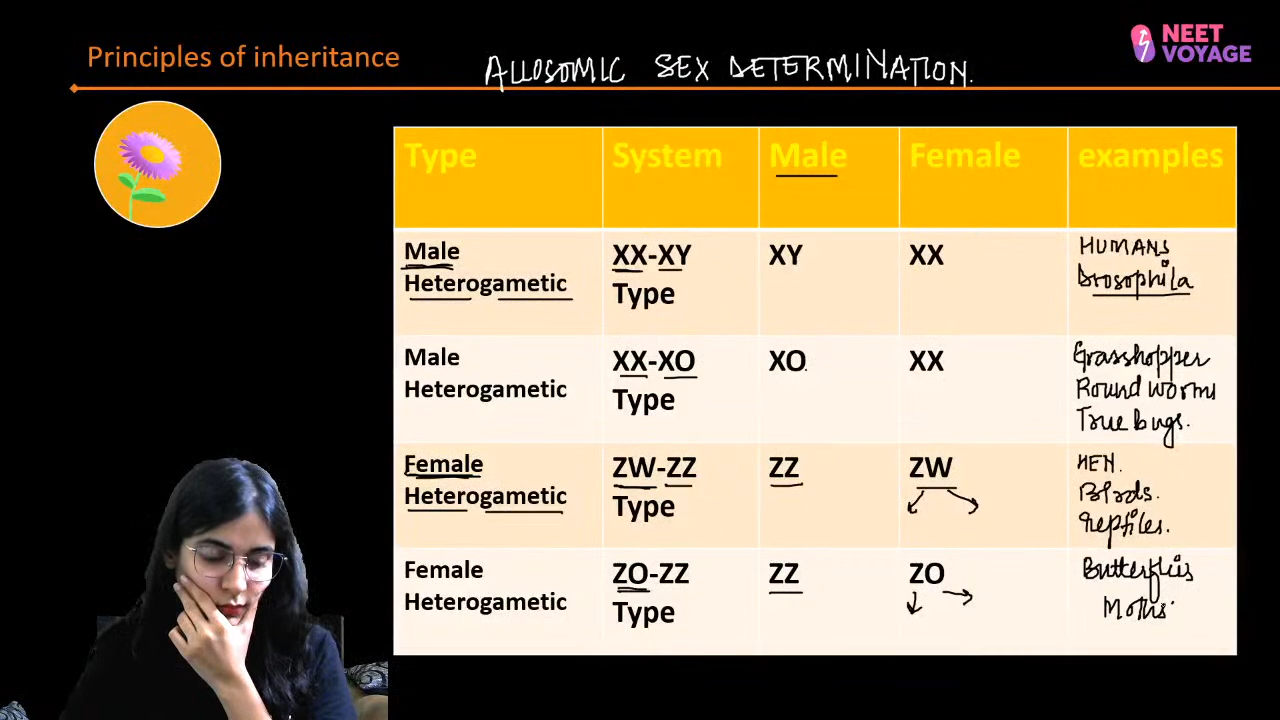 Principles of inheritance
ALLOSOMIC SEX DETERMINATION.
NEET
VOYAGE
Type System Male Female examples
Male
Heterogametic
XX-XY
Type
XY
XX
HUMANS
Drosophila
Male
Heterogametic
XX-XO
Type
XO
XX
Grasshopper
Round worms
True bugs.
Female
Heterogametic
ZW-ZZ
Type
ZZ
ZW
HEN.
Birds.
reptiles.
Female
Heterogametic
ZO-ZZ
Type
ZZ
ZO
Butterflies
Moths